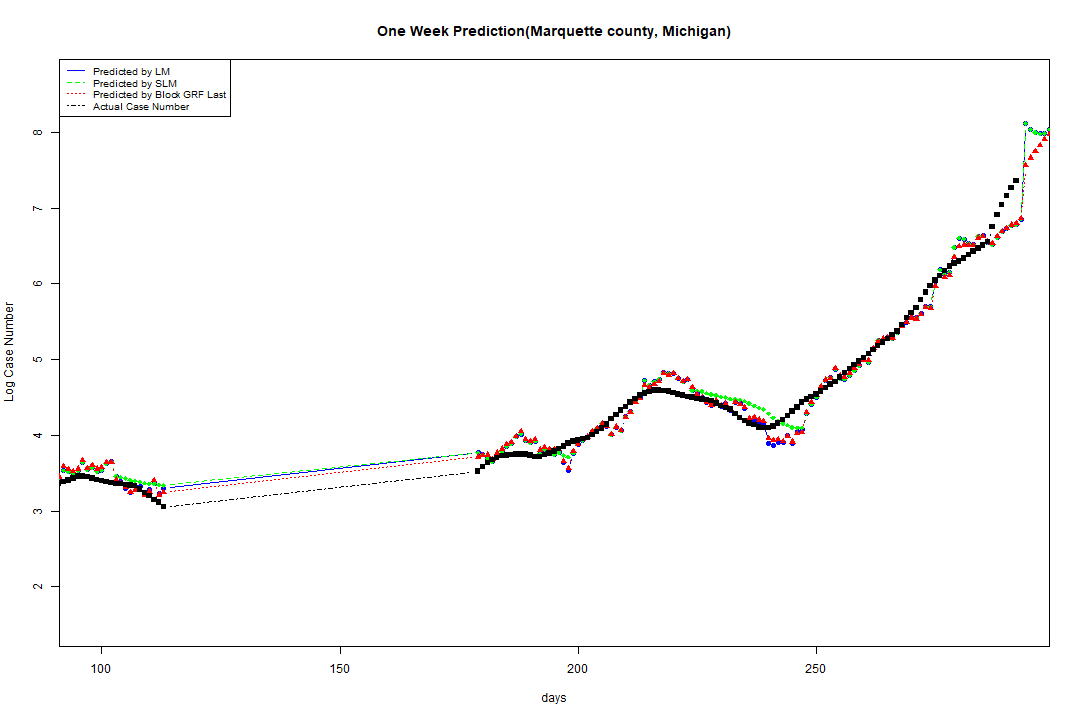 One Week Prediction(Marquette county, Michigan)
Predicted by LM
Predicted by SLM
Predicted by Block GRF Last
Actual Case Number
8
7
6
5
4
3
2
Log Case Number
100 150 200 250
days